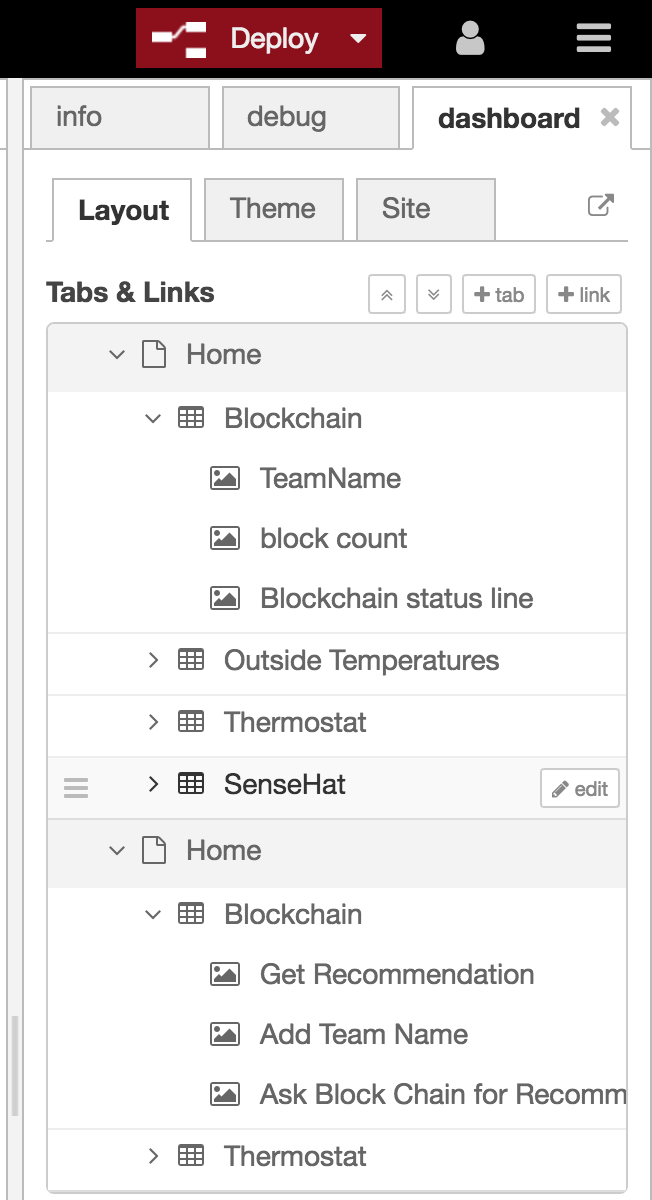 Deploy
info debug dashboard
Layout Theme Site
Tabs & Links tab link
Home
Blockchain
TeamName
block count
Blockchain status line
Outside Temperatures
Thermostat
SenseHat edit
Home
Blockchain
Get Recommendation
Add Team Name
Ask Block Chain for Recomm
Thermostat